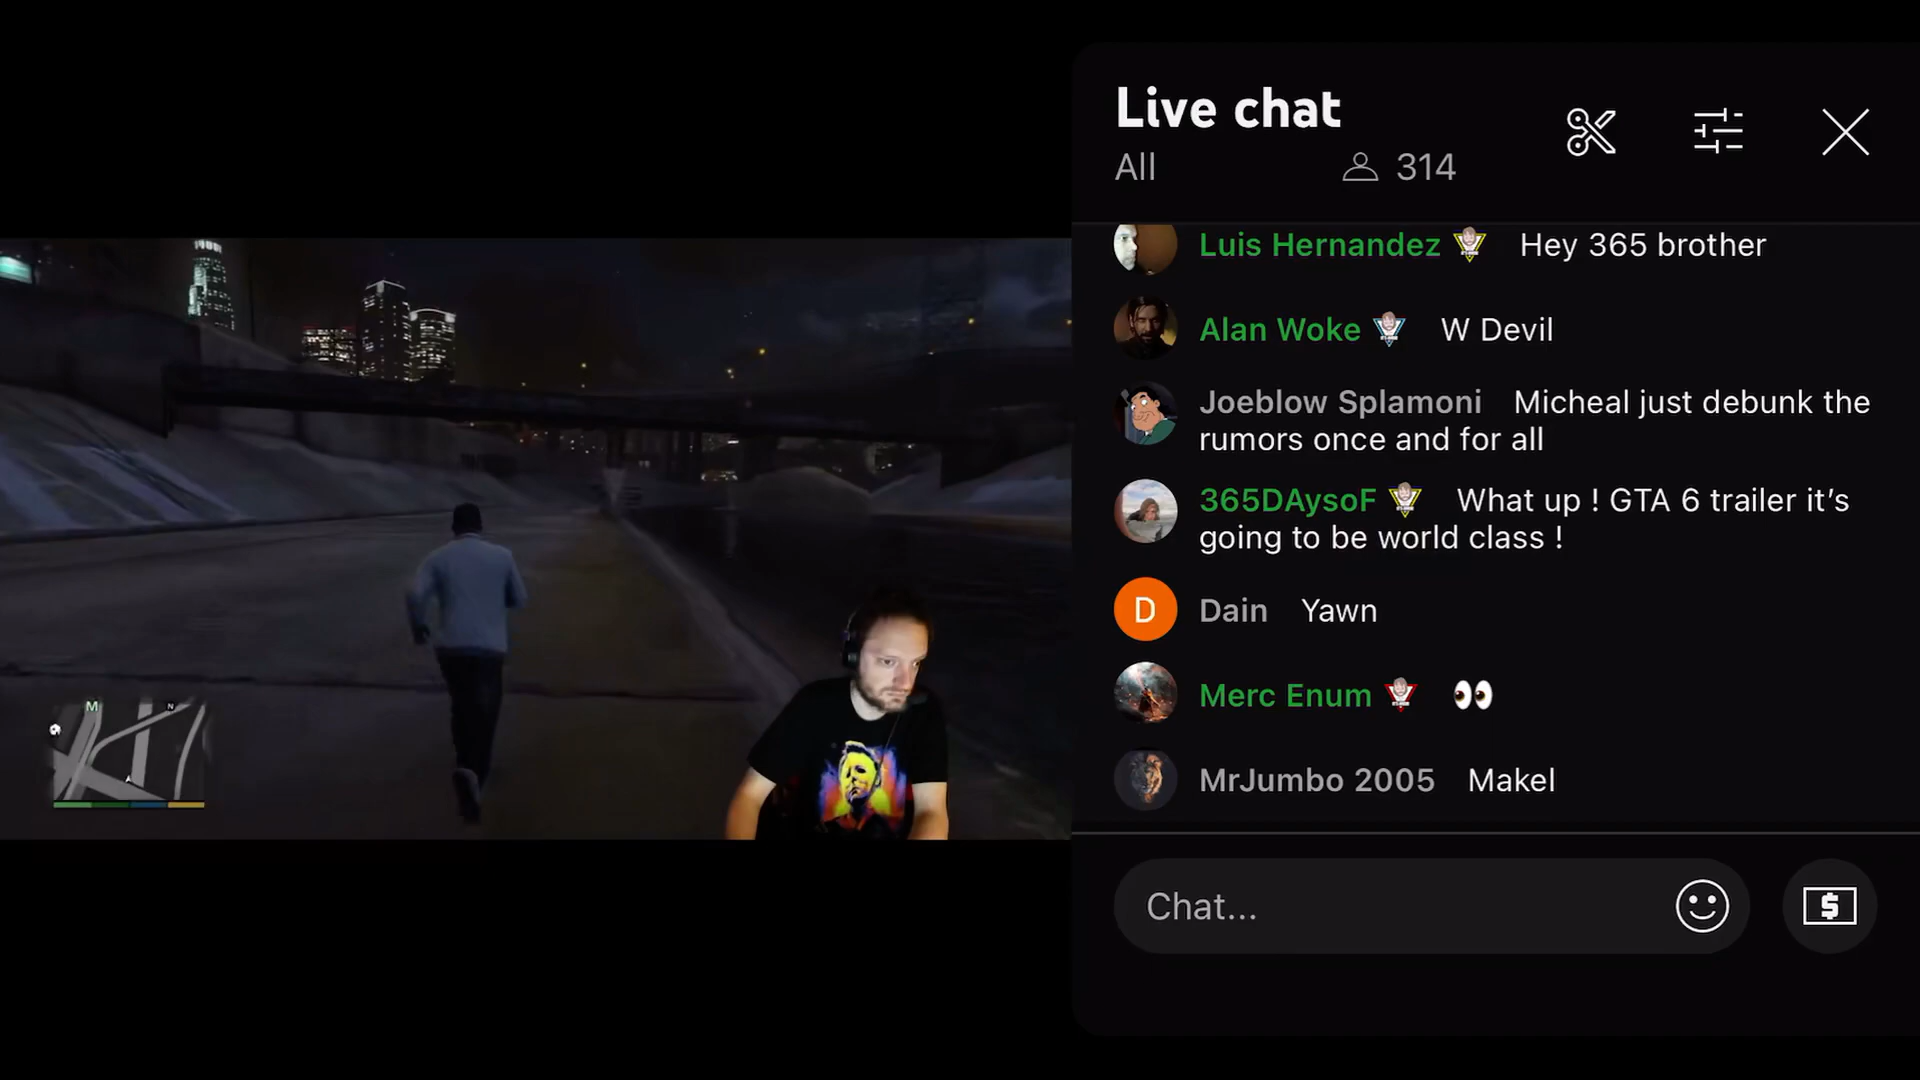 Live chat
All 314
Luis Hernandez Hey 365 brother
Alan Woke W Devil
Joeblow Splamoni Micheal just debunk the
rumors once and for all
365DAysoF What up ! GTA 6 trailer it’s
going to be world class !
D Dain Yawn
Merc Enum 👀
MrJumbo 2005 Makel
M N
Chat...
$